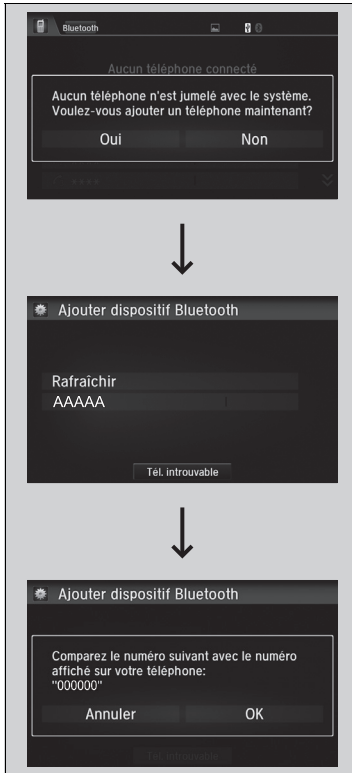 Bluetooth
Aucun téléphone connecté
Aucun téléphone n'est jumelé avec le système.
Voulez-vous ajouter un téléphone maintenant?
Oui Non
****
Ajouter dispositif Bluetooth
Rafraîchir
AAAAA
Tél. introuvable
Ajouter dispositif Bluetooth
Comparez le numéro suivant avec le numéro
affiché sur votre téléphone:
"000000"
Annuler OK
Tél. introuvable